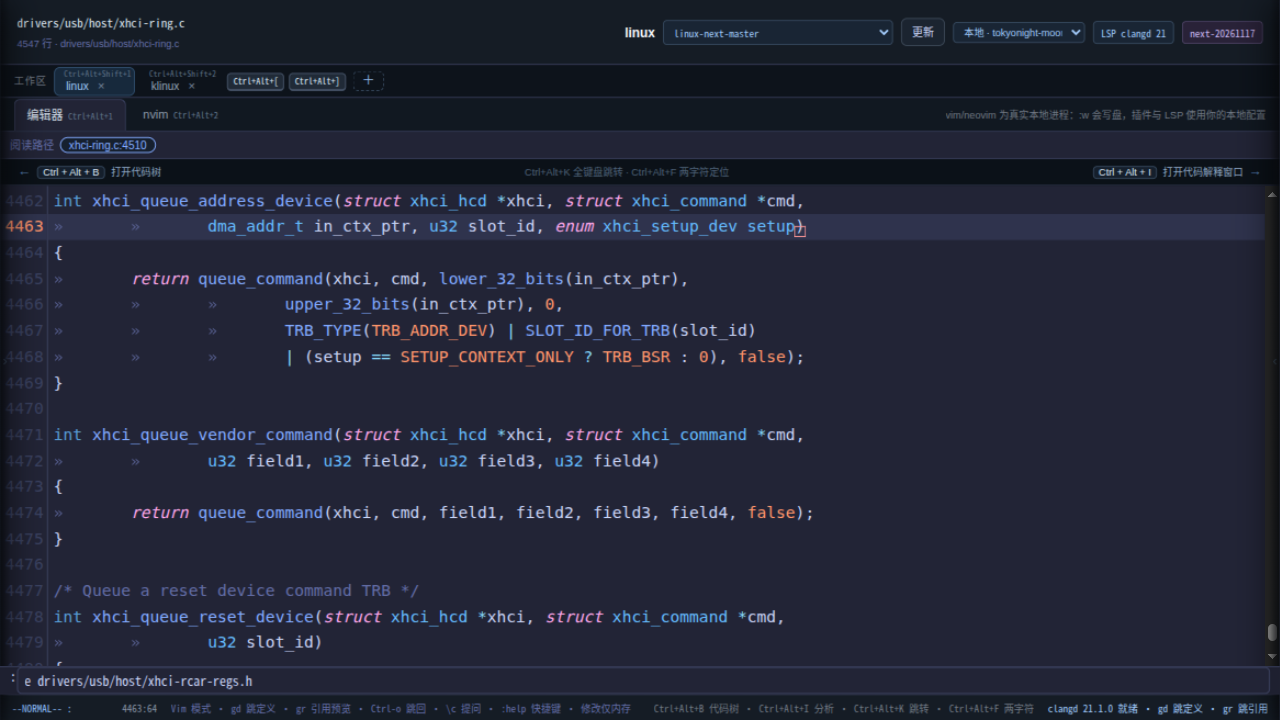 drivers/usb/host/xhci-ring.c
4547 行 · drivers/usb/host/xhci-ring.c
linux
linux-next-master
更新
本地 · tokyonight-moon
LSP clangd 21
next-20261117
工作区
Ctrl+Alt+Shift+1
linux ×
Ctrl+Alt+Shift+2
klinux ×
Ctrl+Alt+[
Ctrl+Alt+]
+
编辑器 Ctrl+Alt+1
nvim Ctrl+Alt+2
vim/neovim 为真实本地进程：:w 会写盘，插件与 LSP 使用你的本地配置
阅读路径 xhci-ring.c:4510
← Ctrl + Alt + B 打开代码树
Ctrl+Alt+K 全键盘跳转 · Ctrl+Alt+F 两字符定位
Ctrl + Alt + I 打开代码解释窗口 →
4462 int xhci_queue_address_device(struct xhci_hcd *xhci, struct xhci_command *cmd,
4463 » » dma_addr_t in_ctx_ptr, u32 slot_id, enum xhci_setup_dev setup)
4464 {
4465 » return queue_command(xhci, cmd, lower_32_bits(in_ctx_ptr),
4466 » » » upper_32_bits(in_ctx_ptr), 0,
4467 » » » TRB_TYPE(TRB_ADDR_DEV) | SLOT_ID_FOR_TRB(slot_id)
4468 » » » | (setup == SETUP_CONTEXT_ONLY ? TRB_BSR : 0), false);
4469 }
4470
4471 int xhci_queue_vendor_command(struct xhci_hcd *xhci, struct xhci_command *cmd,
4472 » » u32 field1, u32 field2, u32 field3, u32 field4)
4473 {
4474 » return queue_command(xhci, cmd, field1, field2, field3, field4, false);
4475 }
4476
4477 /* Queue a reset device command TRB */
4478 int xhci_queue_reset_device(struct xhci_hcd *xhci, struct xhci_command *cmd,
4479 » » u32 slot_id)
4480 {
: e drivers/usb/host/xhci-rcar-regs.h
--NORMAL-- : 4463:64 Vim 模式 · gd 跳定义 · gr 引用预览 · Ctrl-o 跳回 · \c 提问 · :help 快捷键 · 修改仅内存
Ctrl+Alt+B 代码树 · Ctrl+Alt+I 分析 · Ctrl+Alt+K 跳转 · Ctrl+Alt+F 两字符
clangd 21.1.0 就绪 · gd 跳定义 · gr 跳引用